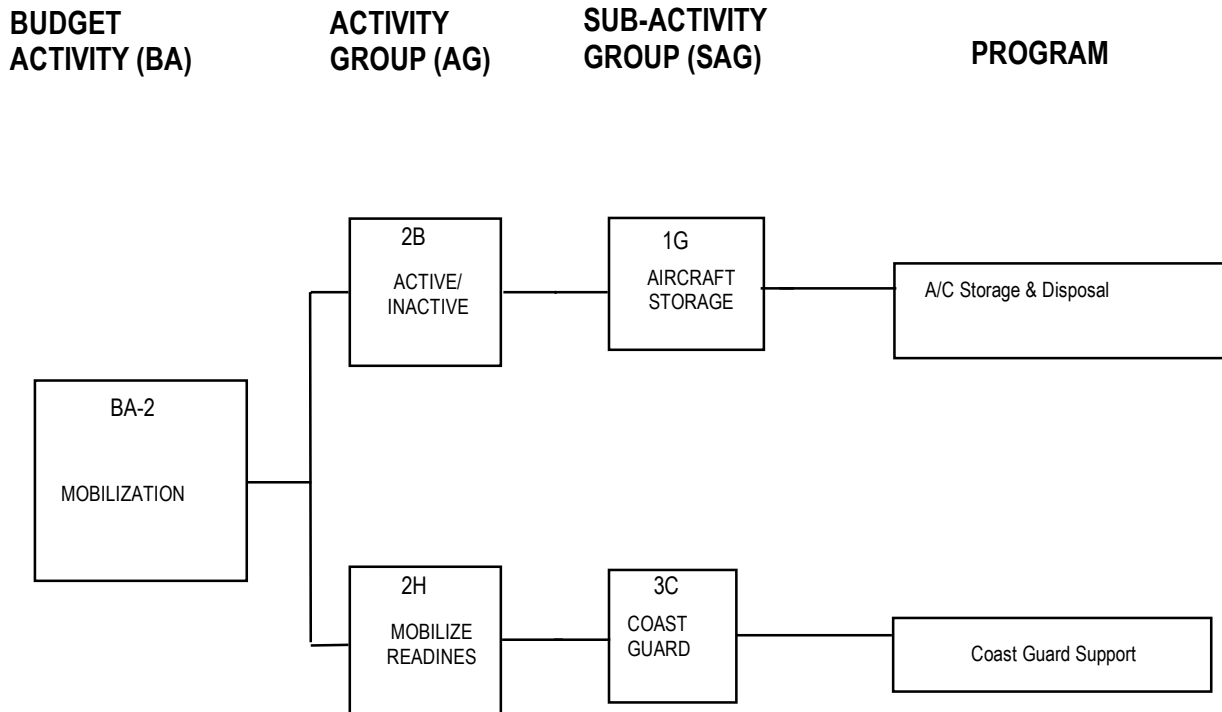 BUDGET
ACTIVITY (BA)
ACTIVITY
GROUP (AG)
SUB-ACTIVITY
GROUP (SAG)
PROGRAM
2B
ACTIVE/
INACTIVE
1G
AIRCRAFT
STORAGE
A/C Storage & Disposal
BA-2
MOBILIZATION
2H
MOBILIZE
READINES
3C
COAST
GUARD
Coast Guard Support